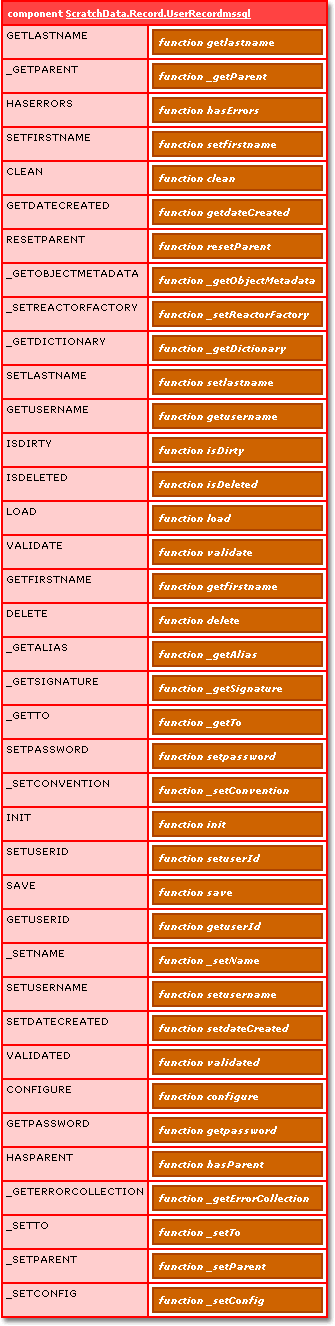 component ScratchData.Record.UserRecordmssql
GETLASTNAME function getlastname
_GETPARENT function _getParent
HASERRORS function hasErrors
SETFIRSTNAME function setfirstname
CLEAN function clean
GETDATECREATED function getdateCreated
RESETPARENT function resetParent
_GETOBJECTMETADATA function _getObjectMetadata
_SETREACTORFACTORY function _setReactorFactory
_GETDICTIONARY function _getDictionary
SETLASTNAME function setlastname
GETUSERNAME function getusername
ISDIRTY function isDirty
ISDELETED function isDeleted
LOAD function load
VALIDATE function validate
GETFIRSTNAME function getfirstname
DELETE function delete
_GETALIAS function _getAlias
_GETSIGNATURE function _getSignature
_GETTO function _getTo
SETPASSWORD function setpassword
_SETCONVENTION function _setConvention
INIT function init
SETUSERID function setuserId
SAVE function save
GETUSERID function getuserId
_SETNAME function _setName
SETUSERNAME function setusername
SETDATECREATED function setdateCreated
VALIDATED function validated
CONFIGURE function configure
GETPASSWORD function getpassword
HASPARENT function hasParent
_GETERRORCOLLECTION function _getErrorCollection
_SETTO function _setTo
_SETPARENT function _setParent
_SETCONFIG function _setConfig